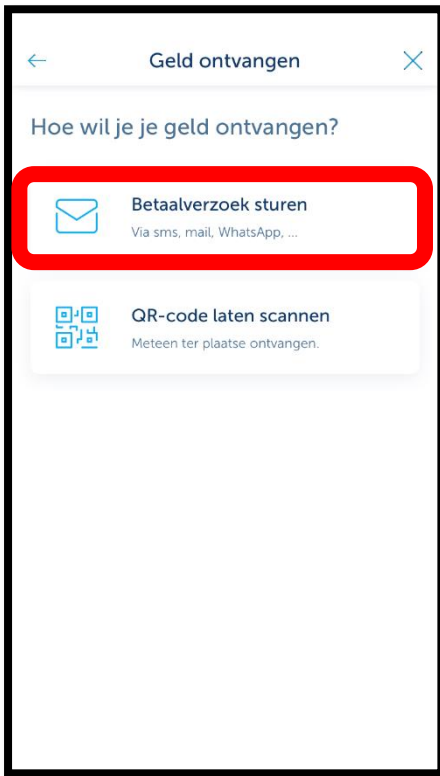 Geld ontvangen
Hoe wil je je geld ontvangen?
Betaalverzoek sturen
Via sms, mail, WhatsApp, ...
QR-code laten scannen
Meteen ter plaatse ontvangen.